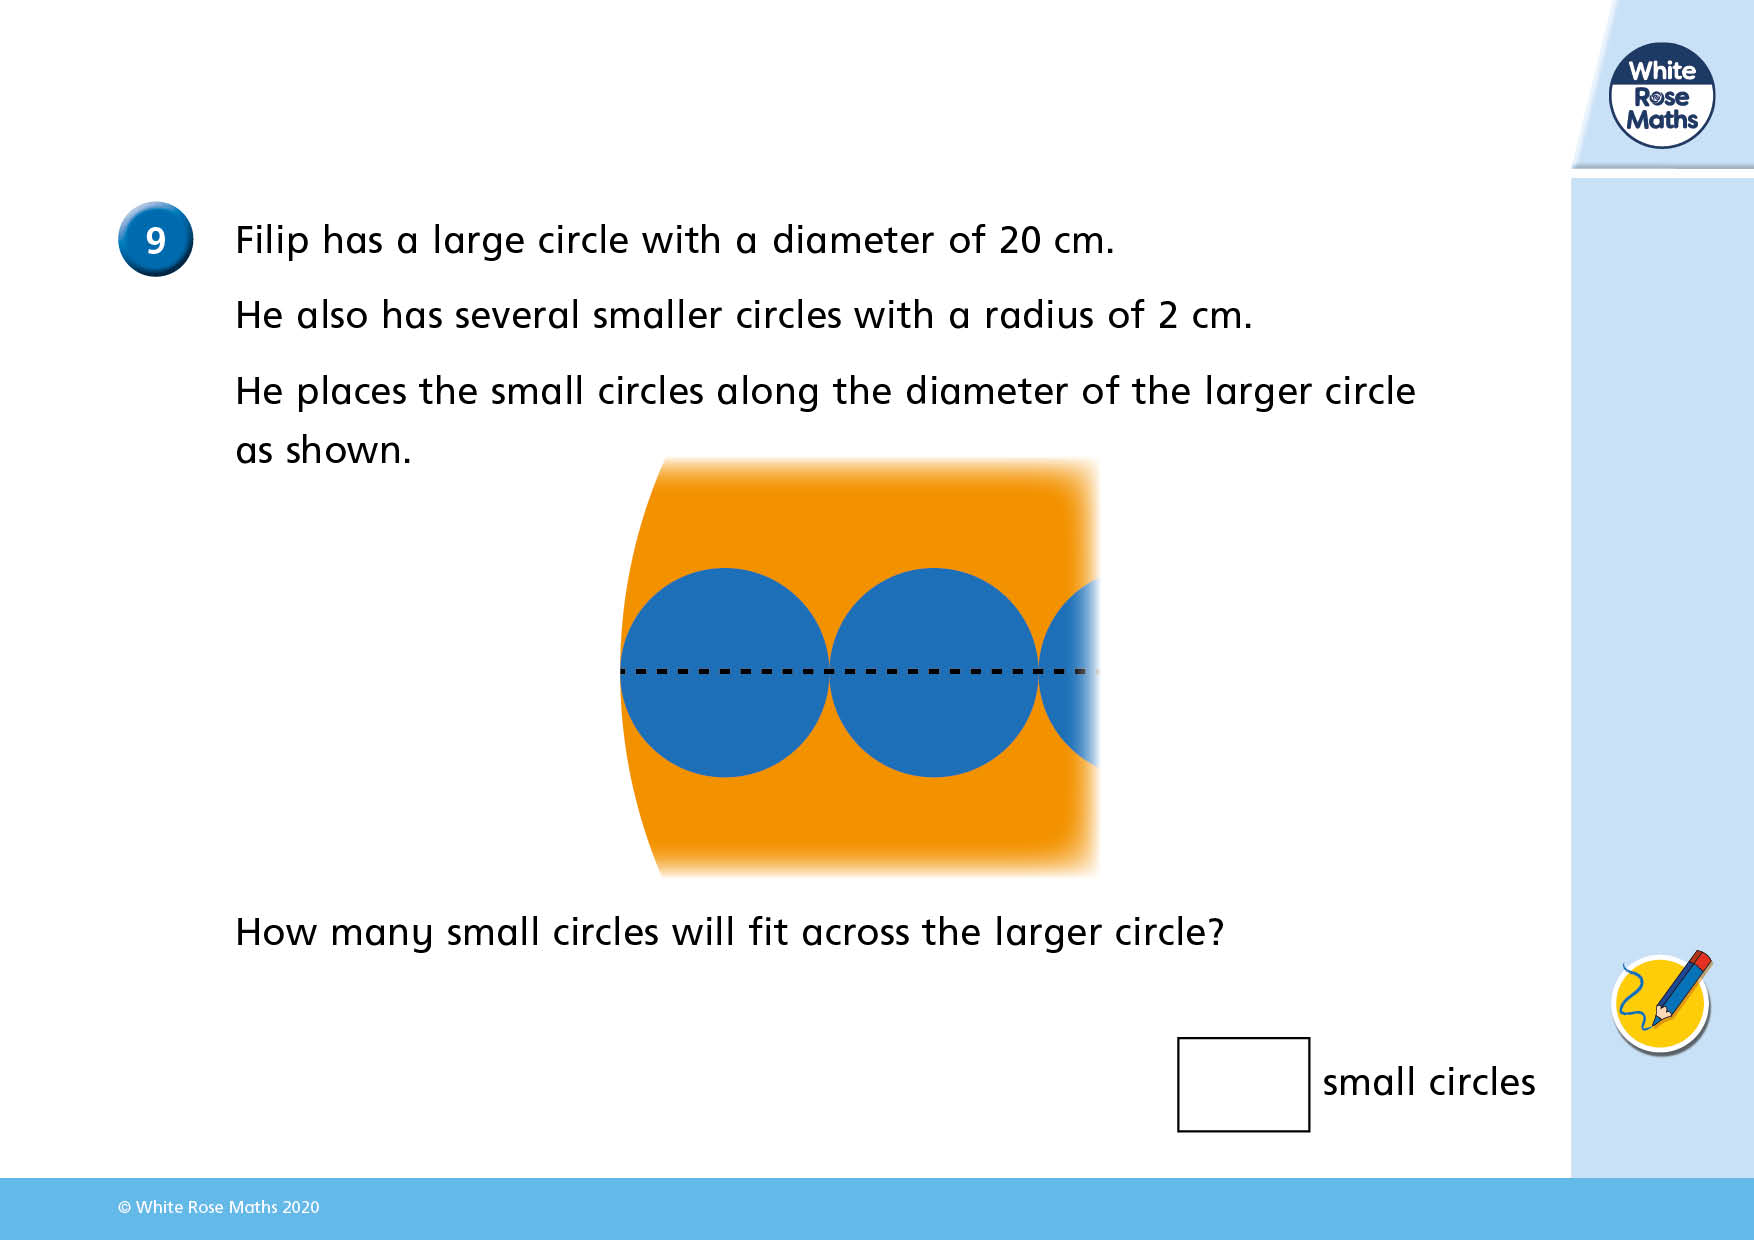 White
Rose
Maths
9 Filip has a large circle with a diameter of 20 cm.
He also has several smaller circles with a radius of 2 cm.
He places the small circles along the diameter of the larger circle
as shown.
How many small circles will fit across the larger circle?
small circles
© White Rose Maths 2020